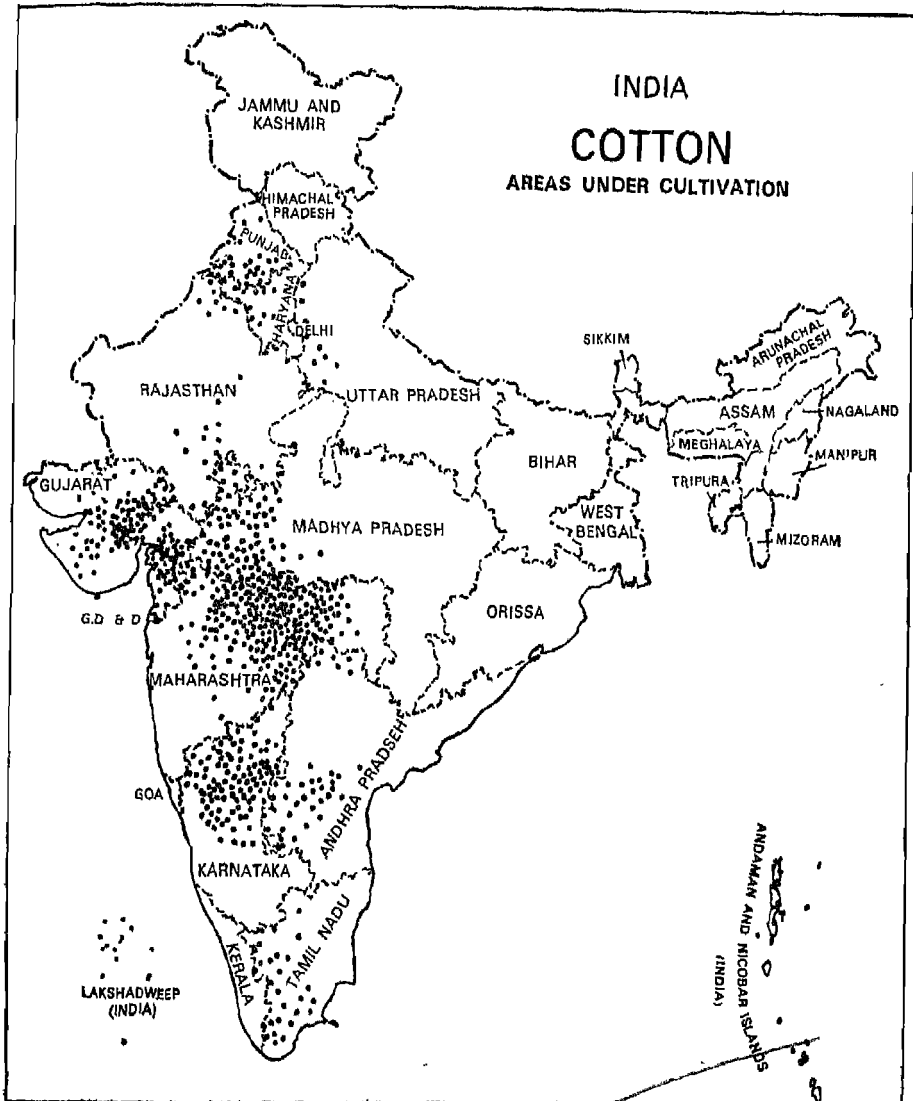 INDIA
COTTON
AREAS UNDER CULTIVATION
JAMMU AND
KASHMIR
HIMACHAL
PRADESH
PUNJAB
HARYANA
DELHI
RAJASTHAN
UTTAR PRADESH
SIKKIM
ARUNACHAL
PRADESH
ASSAM
NAGALAND
MEGHALAYA
MANIPUR
TRIPURA
MIZORAM
BIHAR
WEST
BENGAL
GUJARAT
MADHYA PRADESH
ORISSA
G.D & D
MAHARASHTRA
GOA
ANDHRA PRADSEH
KARNATAKA
KERALA
TAMIL NADU
LAKSHADWEEP
(INDIA)
ANDAMAN AND NICOBAR ISLANDS
(INDIA)